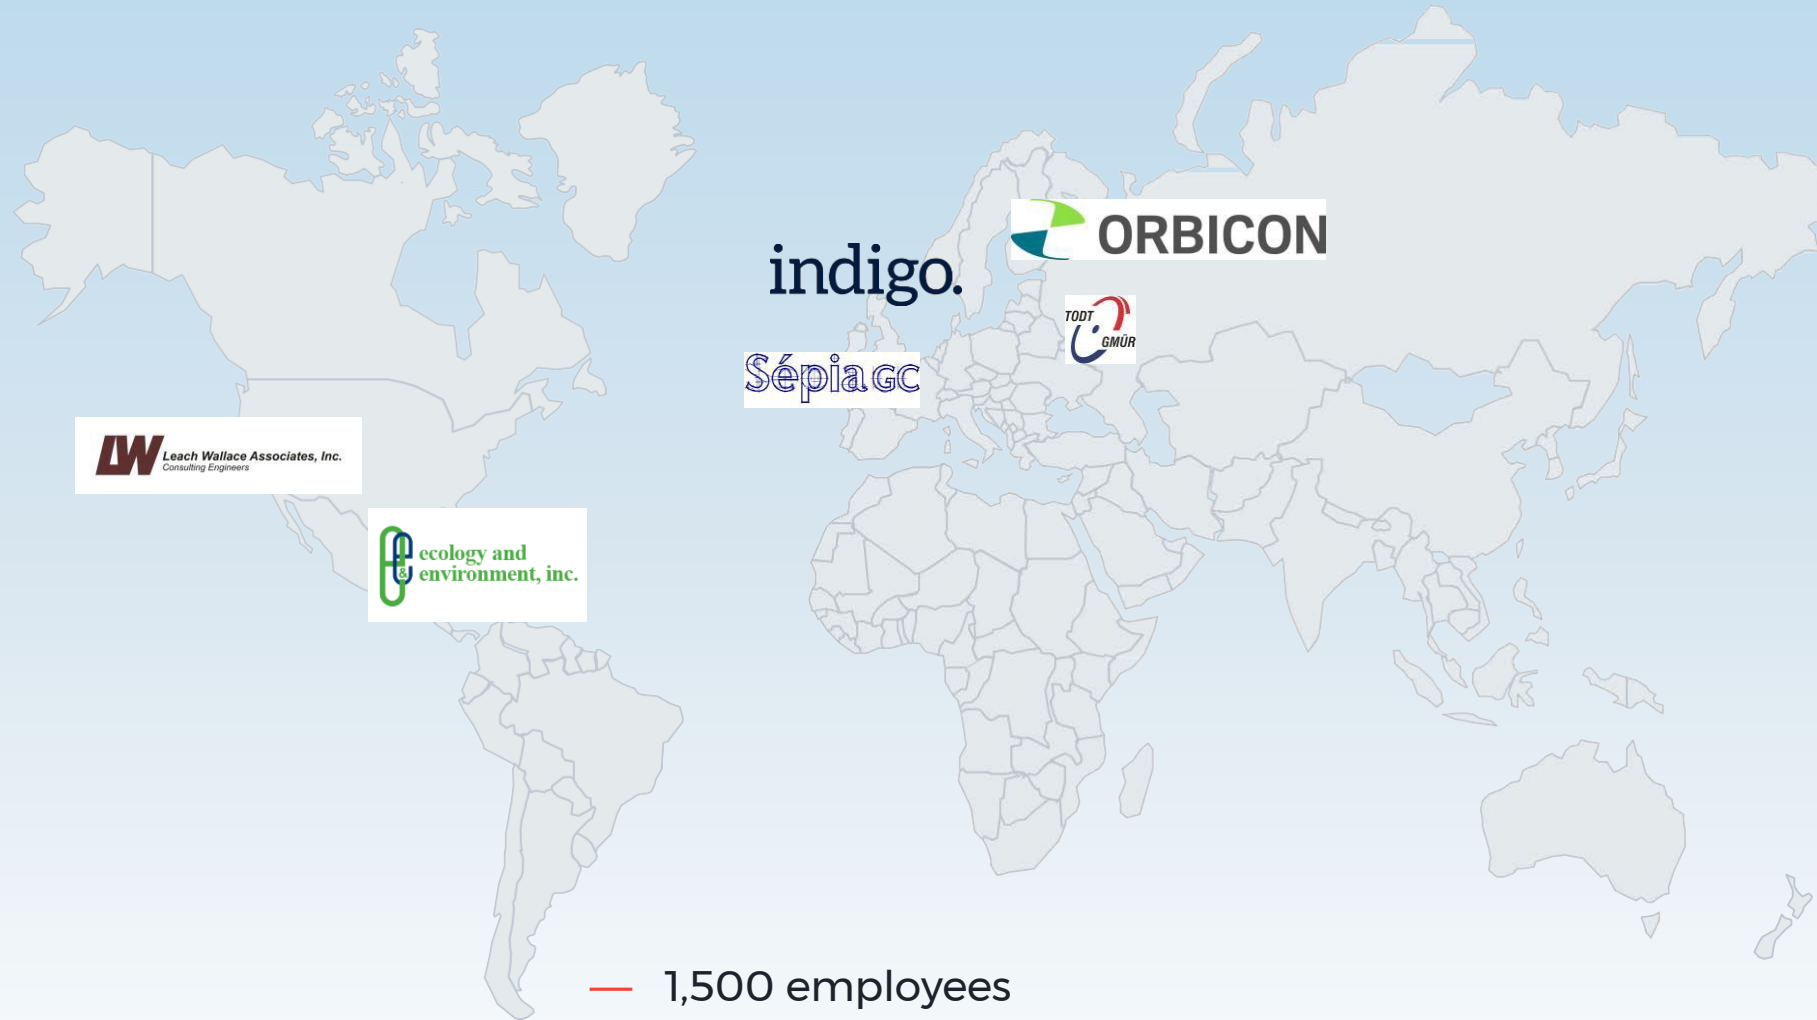 ORBICON
indigo.
TODT
GMÜR
Sépia GC
LW
Leach Wallace Associates, Inc.
Consulting Engineers
e&e
ecology and
environment, inc.
— 1,500 employees